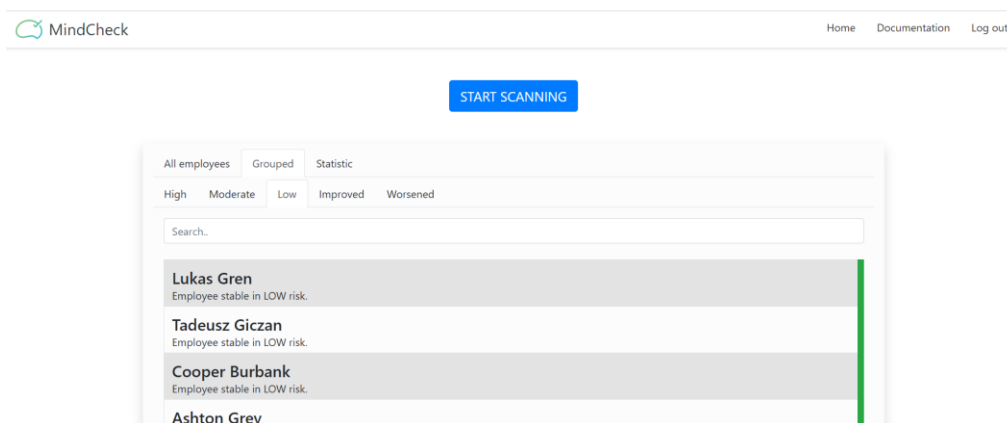 MindCheck Home Documentation Log out
START SCANNING
All employees Grouped Statistic
High Moderate Low Improved Worsened
Search..
Lukas Gren
Employee stable in LOW risk.
Tadeusz Giczan
Employee stable in LOW risk.
Cooper Burbank
Employee stable in LOW risk.
Ashton Grey